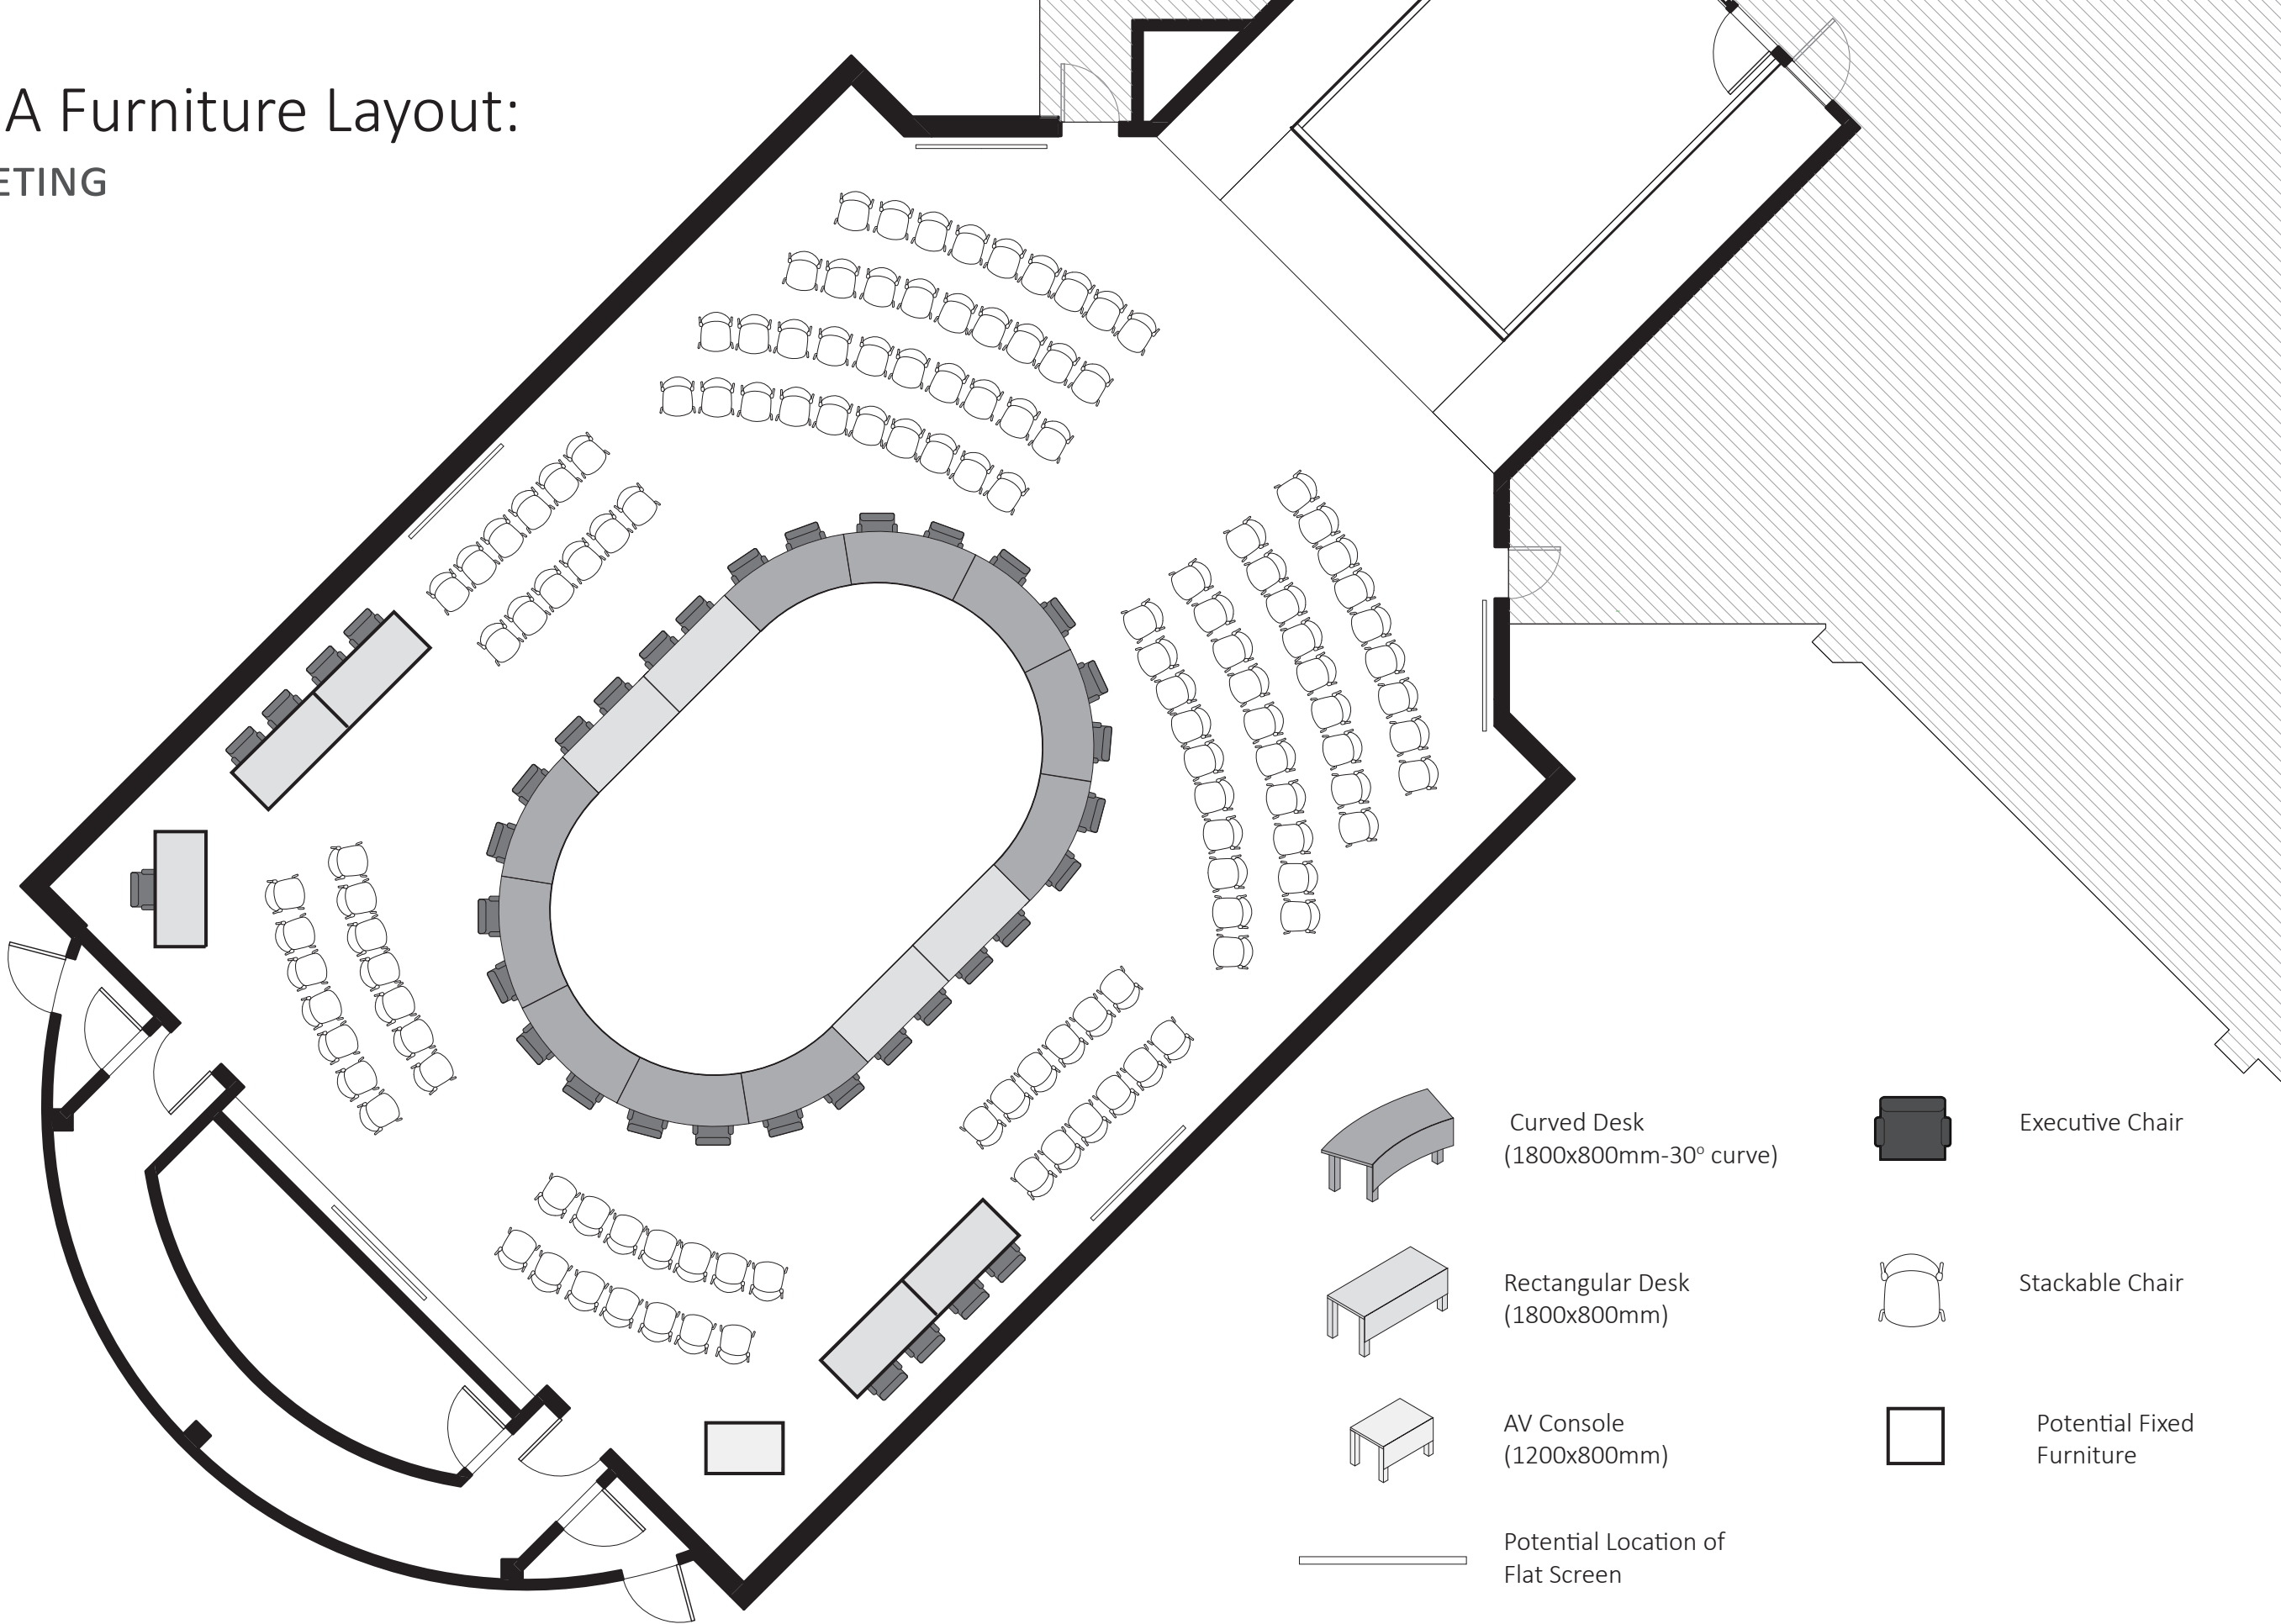 A Furniture Layout:
ETING
Curved Desk
(1800x800mm-30° curve)
Executive Chair
Rectangular Desk
(1800x800mm)
Stackable Chair
AV Console
(1200x800mm)
Potential Fixed
Furniture
Potential Location of
Flat Screen